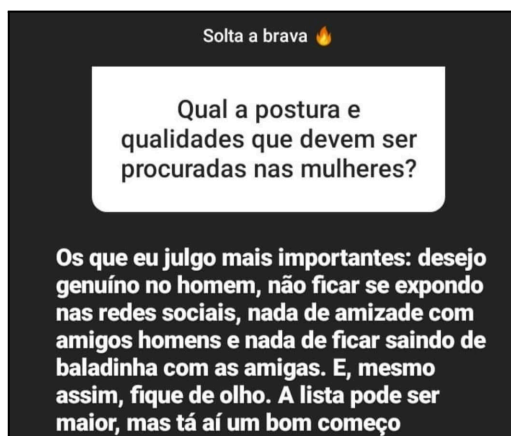 Solta a brava 🔥
Qual a postura e
qualidades que devem ser
procuradas nas mulheres?
Os que eu julgo mais importantes: desejo
genuíno no homem, não ficar se expondo
nas redes sociais, nada de amizade com
amigos homens e nada de ficar saindo de
baladinha com as amigas. E, mesmo
assim, fique de olho. A lista pode ser
maior, mas tá aí um bom começo